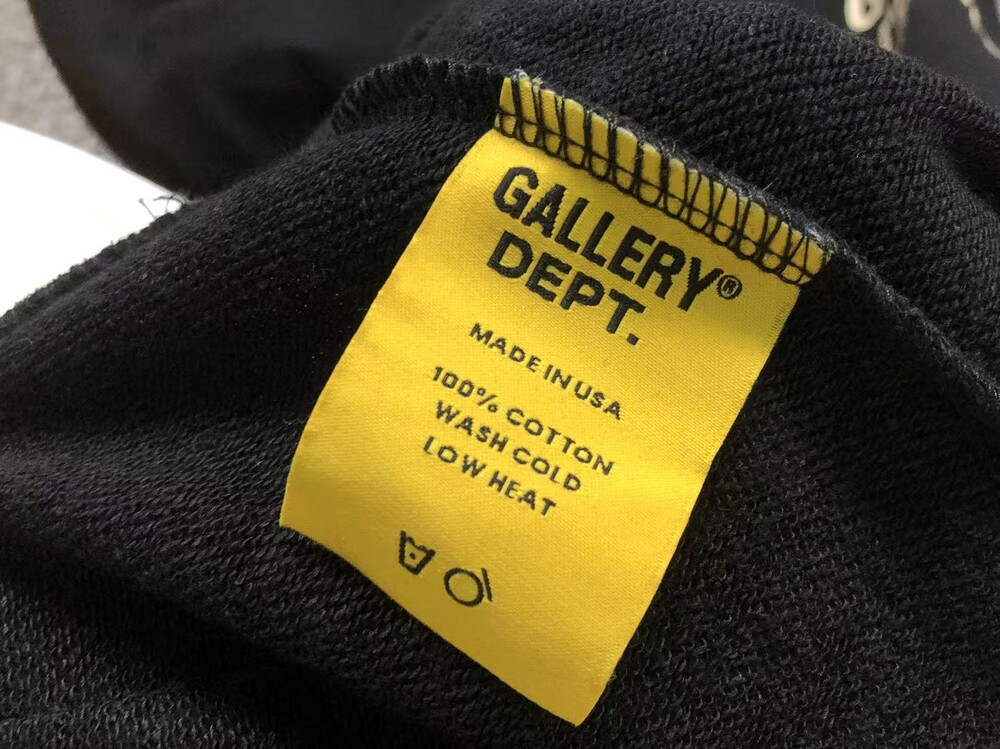 GALLERY®
DEPT.
MADE IN USA
100% COTTON
WASH COLD
LOW HEAT